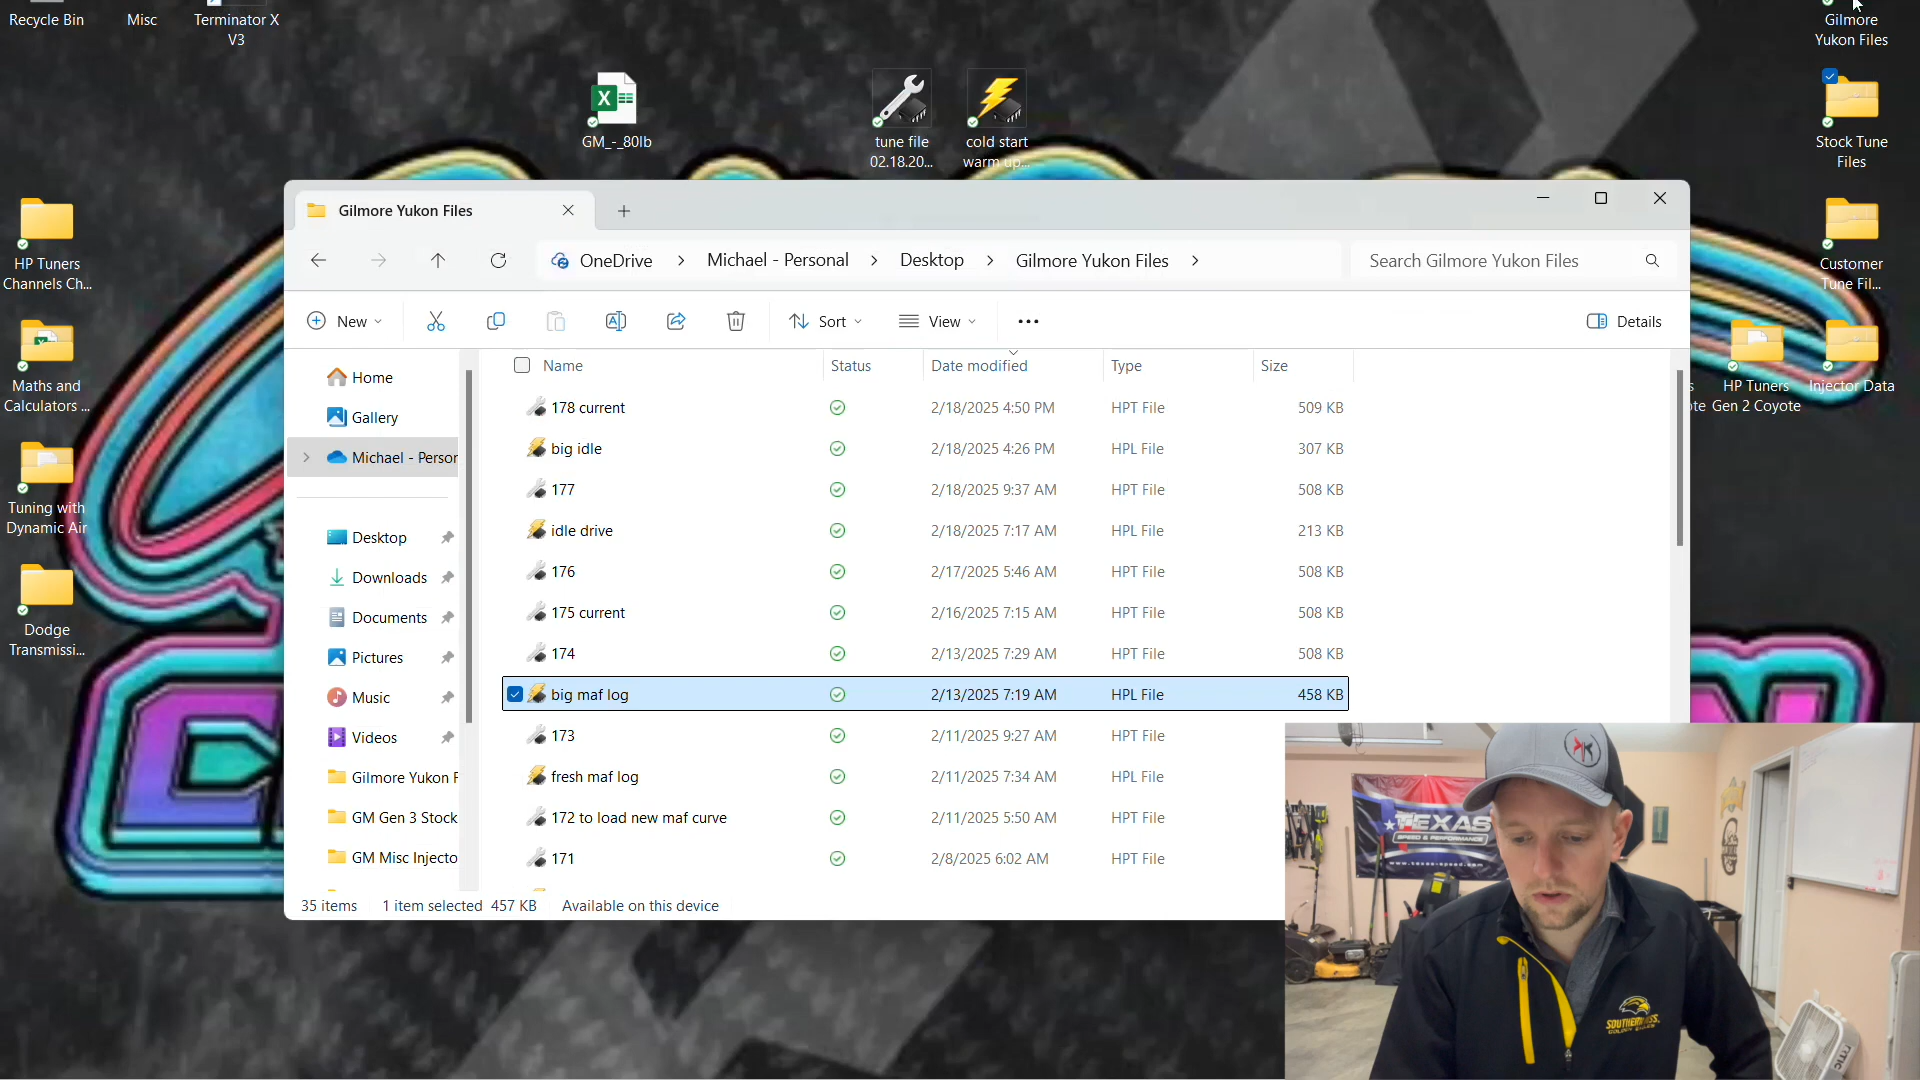 Recycle Bin
Misc
Terminator X
V3
Gilmore
Yukon Files
GM_-_80lb
tune file
02.18.20...
cold start
warm up...
Stock Tune
Files
HP Tuners
Channels Ch...
Maths and
Calculators ...
Tuning with
Dynamic Air
Dodge
Transmissi...
Customer
Tune Fil...
HP Tuners
Gen 2 Coyote
Injector Data
Gilmore Yukon Files
OneDrive > Michael - Personal > Desktop > Gilmore Yukon Files >
Search Gilmore Yukon Files
New
Sort
View
Details
Home
Gallery
Michael - Person
Desktop
Downloads
Documents
Pictures
Music
Videos
Gilmore Yukon F
GM Gen 3 Stock
GM Misc Injecto
Name Status Date modified Type Size
178 current 2/18/2025 4:50 PM HPT File 509 KB
big idle 2/18/2025 4:26 PM HPL File 307 KB
177 2/18/2025 9:37 AM HPT File 508 KB
idle drive 2/18/2025 7:17 AM HPL File 213 KB
176 2/17/2025 5:46 AM HPT File 508 KB
175 current 2/16/2025 7:15 AM HPT File 508 KB
174 2/13/2025 7:29 AM HPT File 508 KB
big maf log 2/13/2025 7:19 AM HPL File 458 KB
173 2/11/2025 9:27 AM HPT File
fresh maf log 2/11/2025 7:34 AM HPL File
172 to load new maf curve 2/11/2025 5:50 AM HPT File
171 2/8/2025 6:02 AM HPT File
35 items 1 item selected 457 KB Available on this device
TEXAS
SPEED & PERFORMANCE
www.texas-speed.com
SOUTHERN MISS.
GOLDEN EAGLES